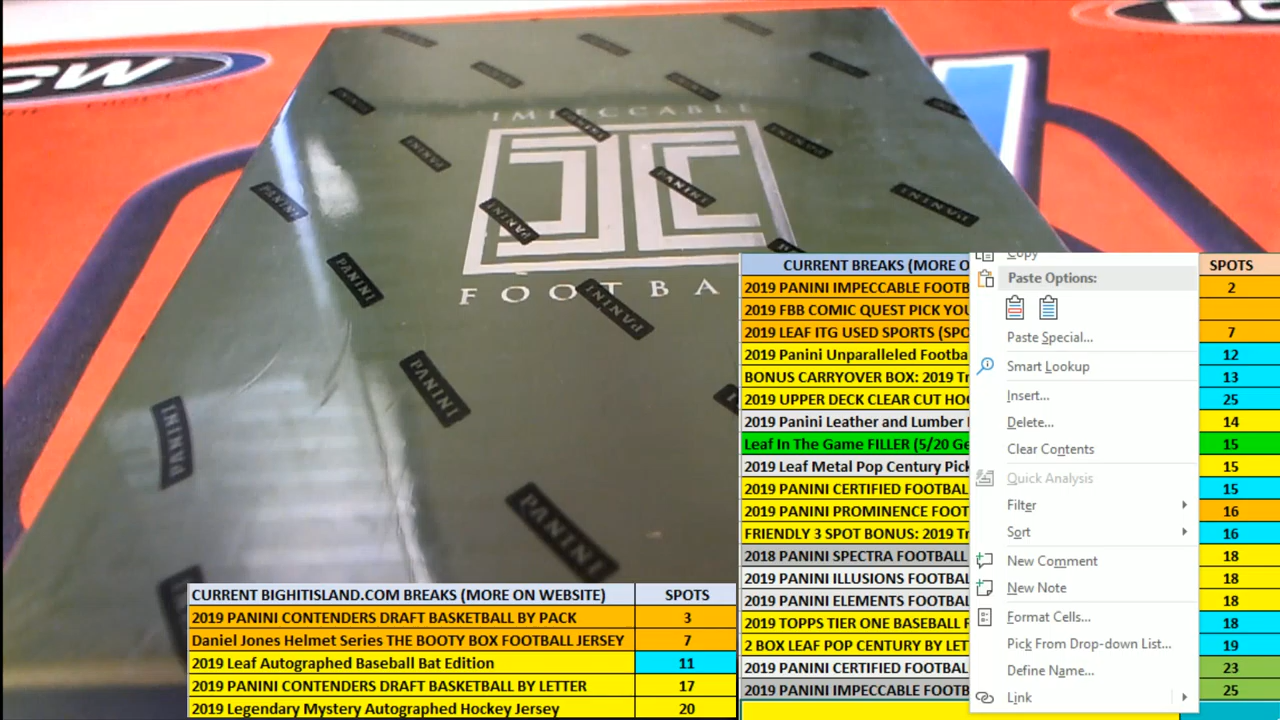 CW
IMPECCABLE
FOOTBA
PANINI
PANINI
PANINI
PANINI
PANINI
PANINI
PANINI
PANINI
PANINI
PANINI
PANINI
CURRENT BREAKS (MORE O
SPOTS
2019 PANINI IMPECCABLE FOOTB
2
2019 FBB COMIC QUEST PICK YOU
2019 LEAF ITG USED SPORTS (SPO
7
2019 Panini Unparalleled Footba
12
BONUS CARRYOVER BOX: 2019 Tr
13
2019 UPPER DECK CLEAR CUT HOC
25
2019 Panini Leather and Lumber
14
Leaf In The Game FILLER (5/20 Ge
15
2019 Leaf Metal Pop Century Pick
15
2019 PANINI CERTIFIED FOOTBAL
15
2019 PANINI PROMINENCE FOOT
16
FRIENDLY 3 SPOT BONUS: 2019 Tr
16
2018 PANINI SPECTRA FOOTBALL
18
2019 PANINI ILLUSIONS FOOTBAL
18
2019 PANINI ELEMENTS FOOTBAL
18
2019 TOPPS TIER ONE BASEBALL F
18
2 BOX LEAF POP CENTURY BY LET
19
2019 PANINI CERTIFIED FOOTBAL
23
2019 PANINI IMPECCABLE FOOTB
25
Copy
Paste Options:
Paste Special...
Smart Lookup
Insert...
Delete...
Clear Contents
Quick Analysis
Filter
Sort
New Comment
New Note
Format Cells...
Pick From Drop-down List...
Define Name...
Link
CURRENT BIGHITISLAND.COM BREAKS (MORE ON WEBSITE) SPOTS
2019 PANINI CONTENDERS DRAFT BASKETBALL BY PACK 3
Daniel Jones Helmet Series THE BOOTY BOX FOOTBALL JERSEY 7
2019 Leaf Autographed Baseball Bat Edition 11
2019 PANINI CONTENDERS DRAFT BASKETBALL BY LETTER 17
2019 Legendary Mystery Autographed Hockey Jersey 20